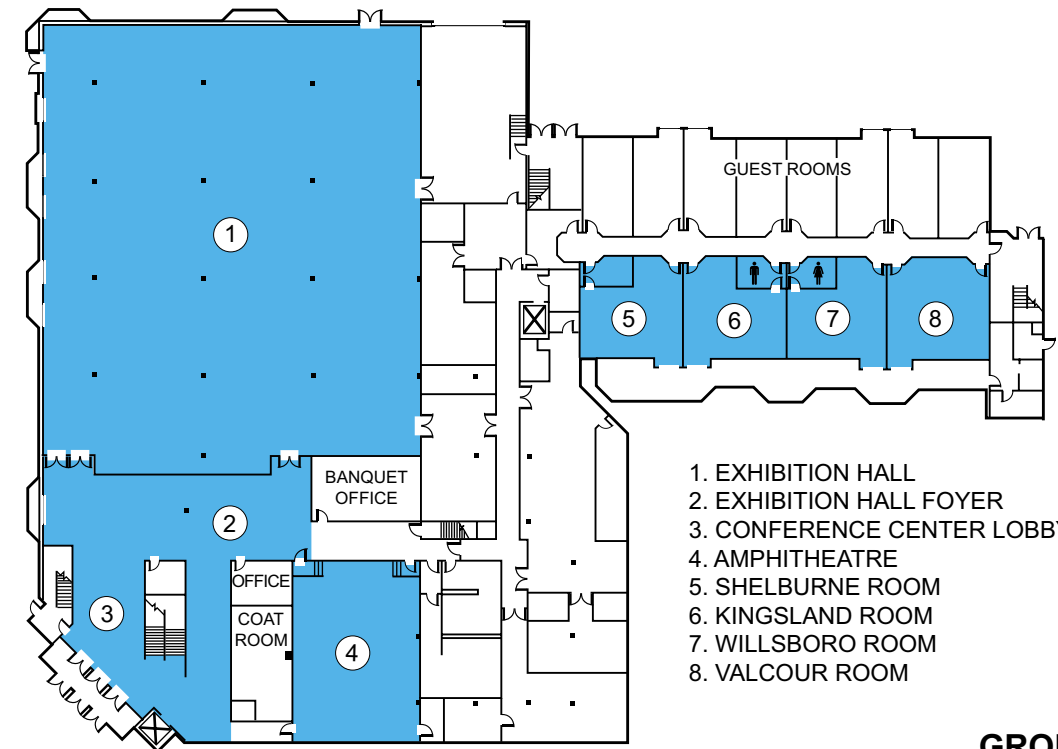 GUEST ROOMS
1
5
6
7
8
BANQUET
OFFICE
2
OFFICE
COAT
ROOM
3
4
1. EXHIBITION HALL
2. EXHIBITION HALL FOYER
3. CONFERENCE CENTER LOBBY
4. AMPHITHEATRE
5. SHELBURNE ROOM
6. KINGSLAND ROOM
7. WILLSBORO ROOM
8. VALCOUR ROOM